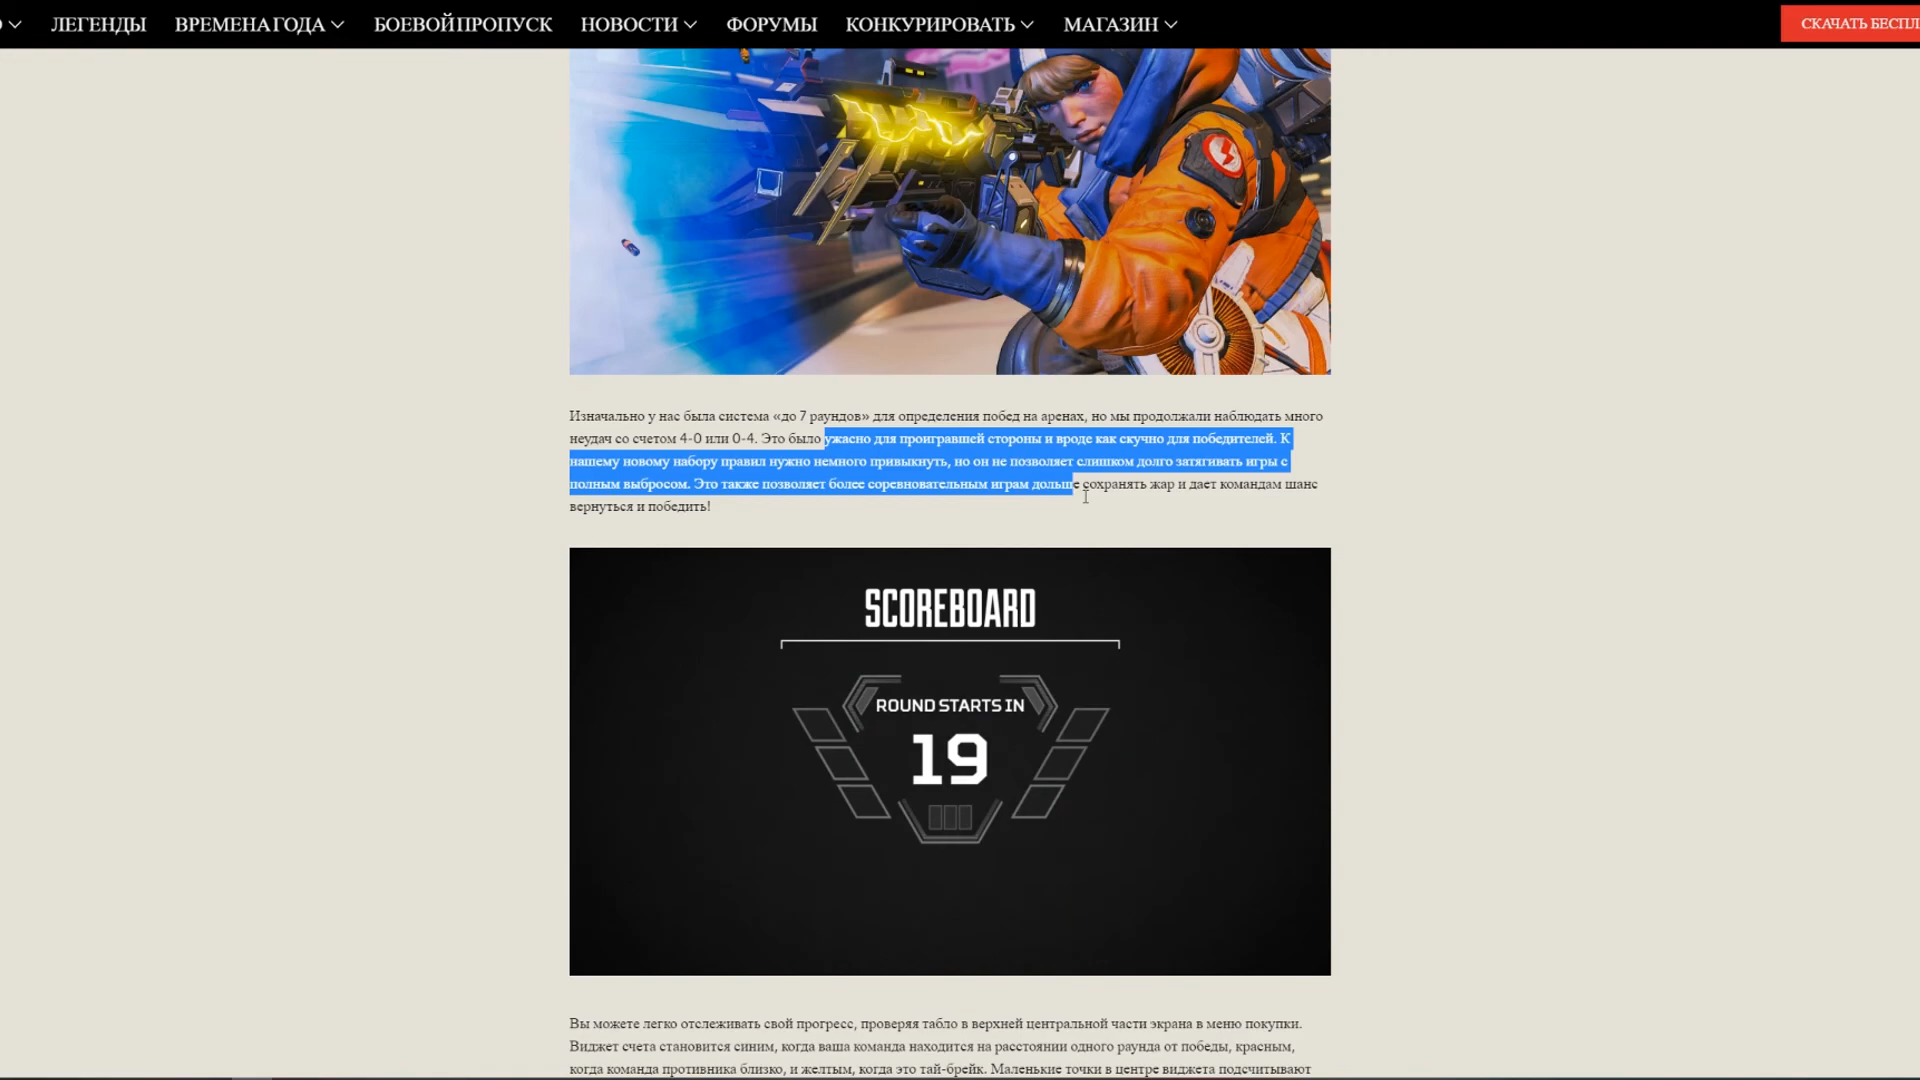 ЛЕГЕНДЫ ВРЕМЕНА ГОДА БОЕВОЙ ПРОПУСК НОВОСТИ ФОРУМЫ КОНКУРИРОВАТЬ МАГАЗИН СКАЧАТЬ БЕСПЛ
Изначально у нас была система «до 7 раундов» для определения побед на аренах, но мы продолжали наблюдать много
неудач со счетом 4-0 или 0-4. Это было ужасно для проигравшей стороны и вроде как скучно для победителей. К
нашему новому набору правил нужно немного привыкнуть, но он не позволяет слишком долго затягивать игры с
полным выбросом. Это также позволяет более соревновательным играм дольше сохранять жар и дает командам шанс
вернуться и победить!
SCOREBOARD
ROUND STARTS IN
19
Вы можете легко отслеживать свой прогресс, проверяя табло в верхней центральной части экрана в меню покупки.
Виджет счета становится синим, когда ваша команда находится на расстоянии одного раунда от победы, красным,
когда команда противника близко, и желтым, когда это тай-брейк. Маленькие точки в центре виджета подсчитывают